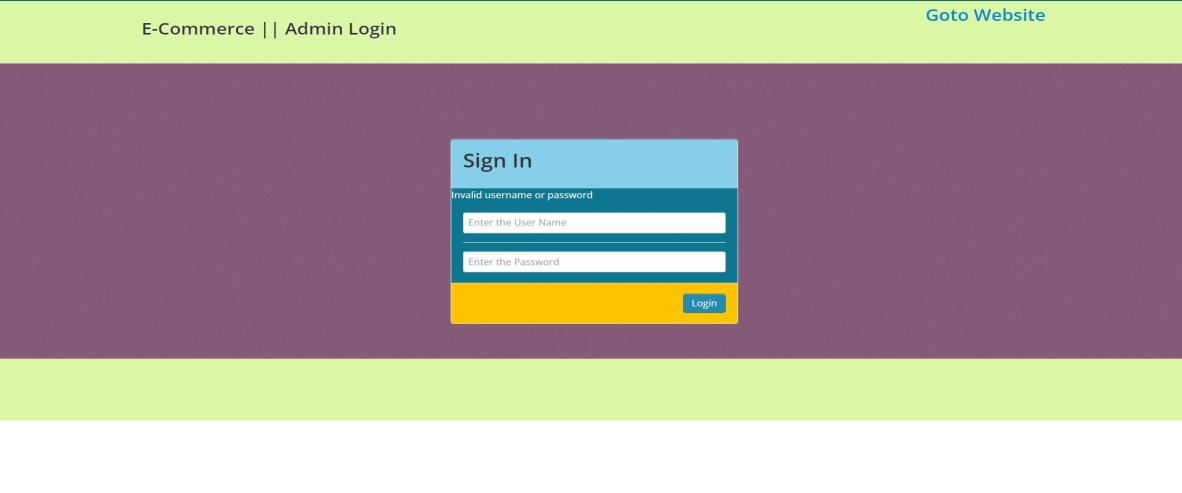 E-Commerce || Admin Login
Goto Website
Sign In
Invalid username or password
Enter the User Name
Enter the Password
Login